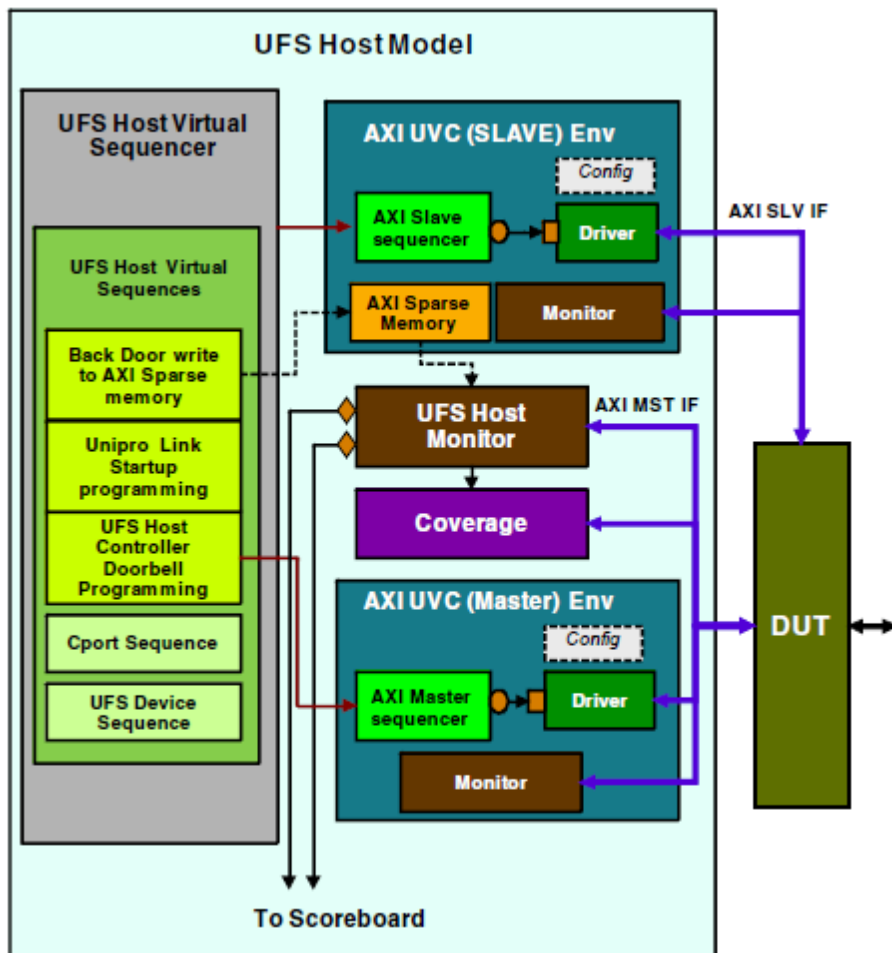 UFS Host Model
UFS Host Virtual
Sequencer
UFS Host Virtual
Sequences
Back Door write
to AXI Sparse
memory
Unipro Link
Startup
programming
UFS Host
Controller
Doorbell
Programming
Cport Sequence
UFS Device
Sequence
AXI UVC (SLAVE) Env
Config
AXI Slave
sequencer
Driver
AXI Sparse
Memory
Monitor
AXI SLV IF
UFS Host
Monitor
AXI MST IF
Coverage
AXI UVC (Master) Env
Config
AXI Master
sequencer
Driver
Monitor
DUT
To Scoreboard